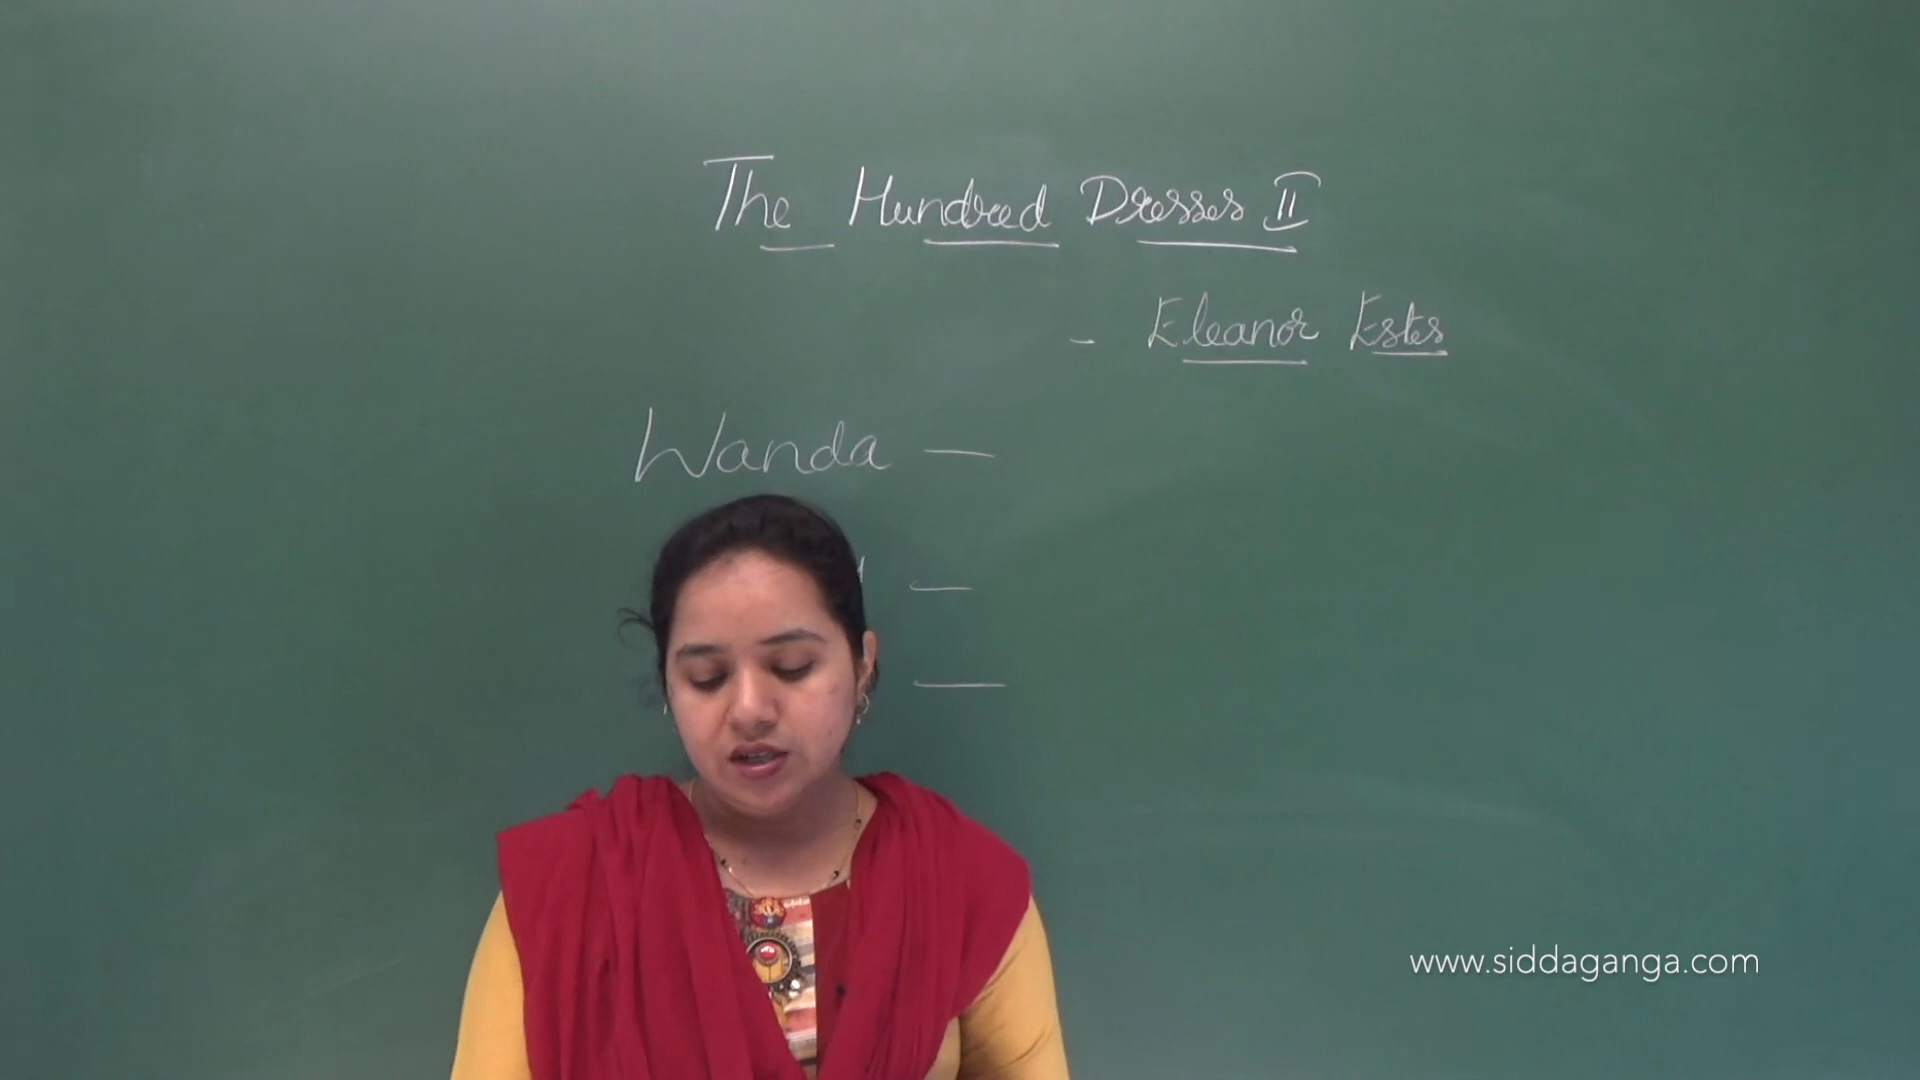 The Hundred Dresses II
- Eleanor Estes
Wanda —
—
—
www.siddaganga.com